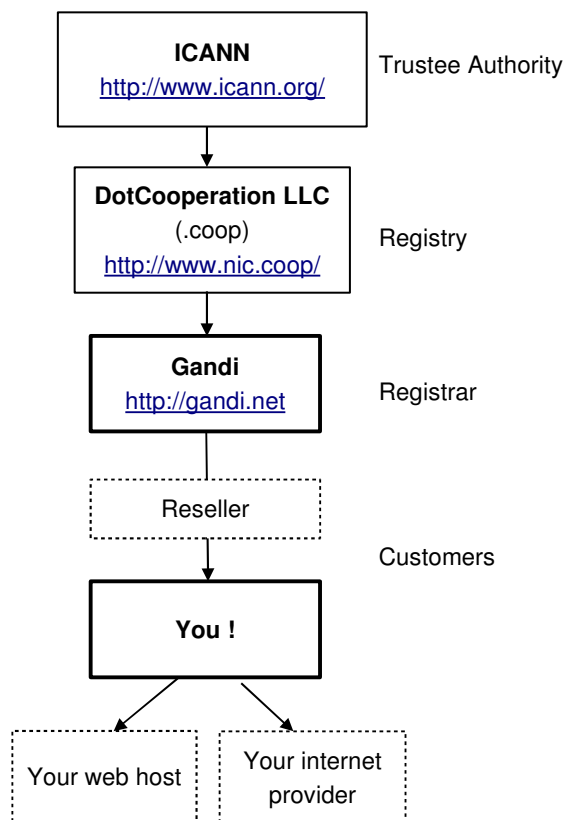 ICANN
http://www.icann.org/
Trustee Authority
DotCooperation LLC
(.coop)
http://www.nic.coop/
Registry
Gandi
http://gandi.net
Registrar
Reseller
Customers
You !
Your web host
Your internet
provider